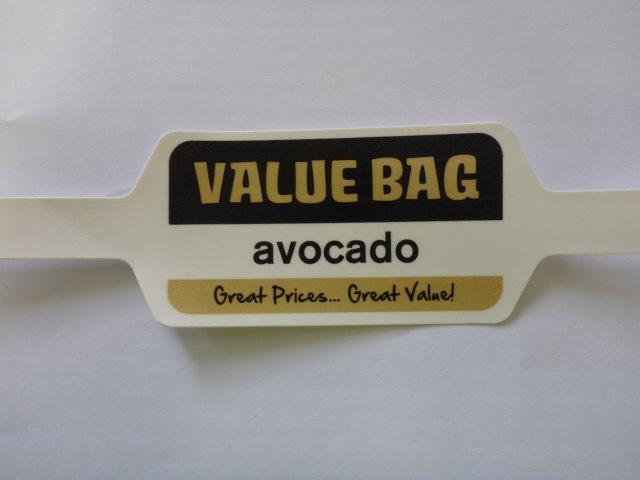 VALUE BAG
avocado
Great Prices... Great Value!